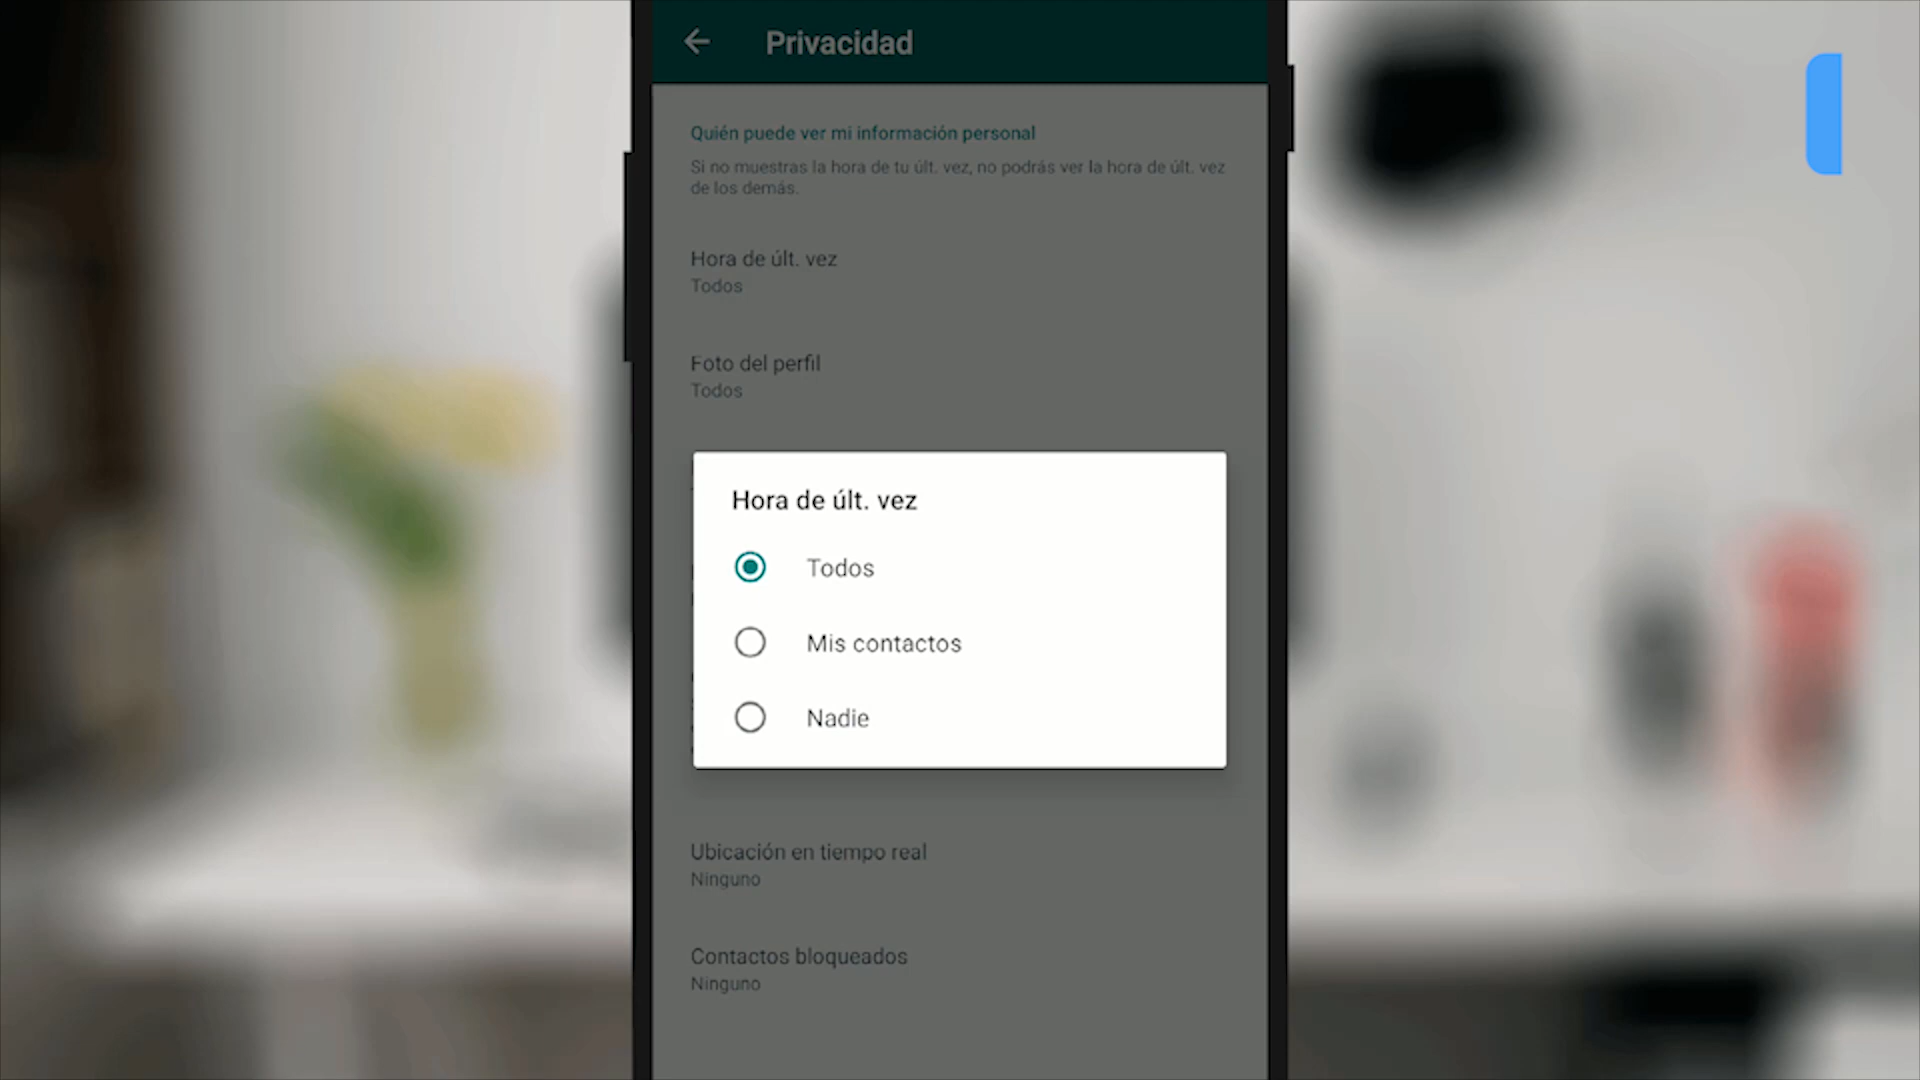 Privacidad
Quién puede ver mi información personal
Si no muestras la hora de tu últ. vez, no podrás ver la hora de últ. vez
de los demás.
Hora de últ. vez
Todos
Foto del perfil
Todos
Hora de últ. vez
Todos
Mis contactos
Nadie
Ubicación en tiempo real
Ninguno
Contactos bloqueados
Ninguno